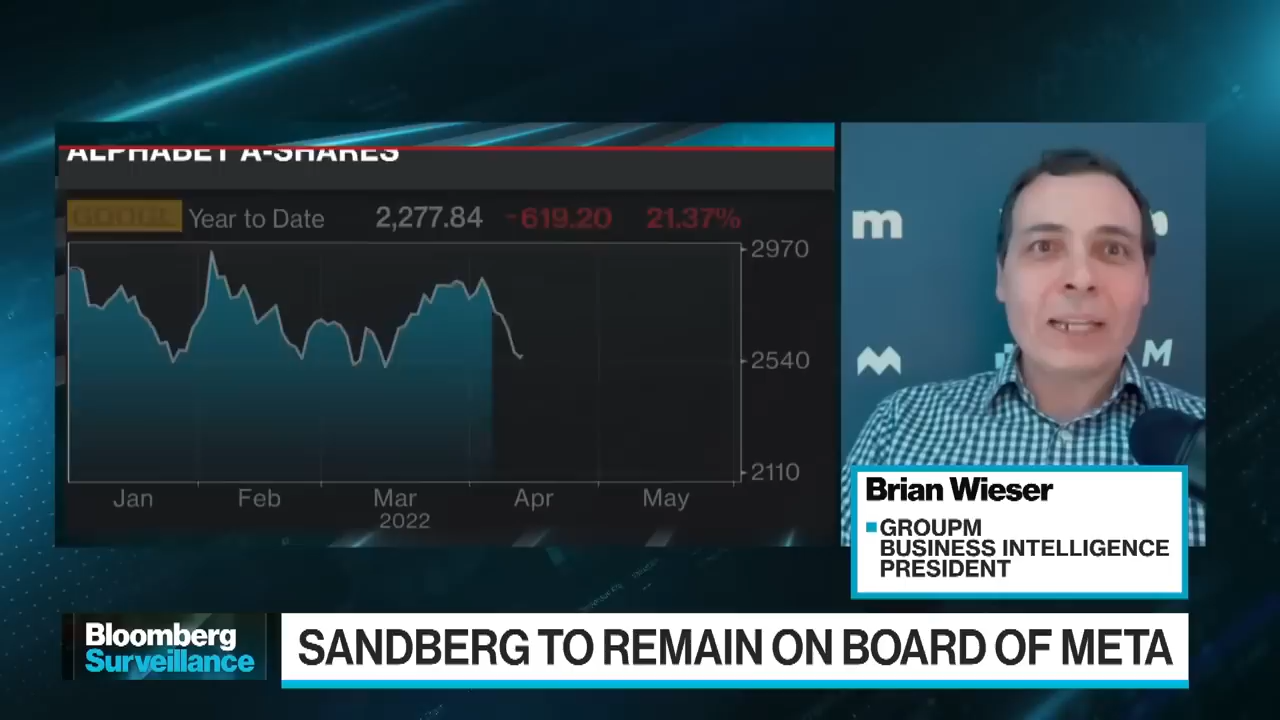 ALPHABET A-SHARES
GOOGL Year to Date 2,277.84 -619.20 21.37%
2970
2540
2110
Jan Feb Mar Apr May
2022
m
M
Brian Wieser
GROUPM
BUSINESS INTELLIGENCE
PRESIDENT
Bloomberg
Surveillance
SANDBERG TO REMAIN ON BOARD OF META